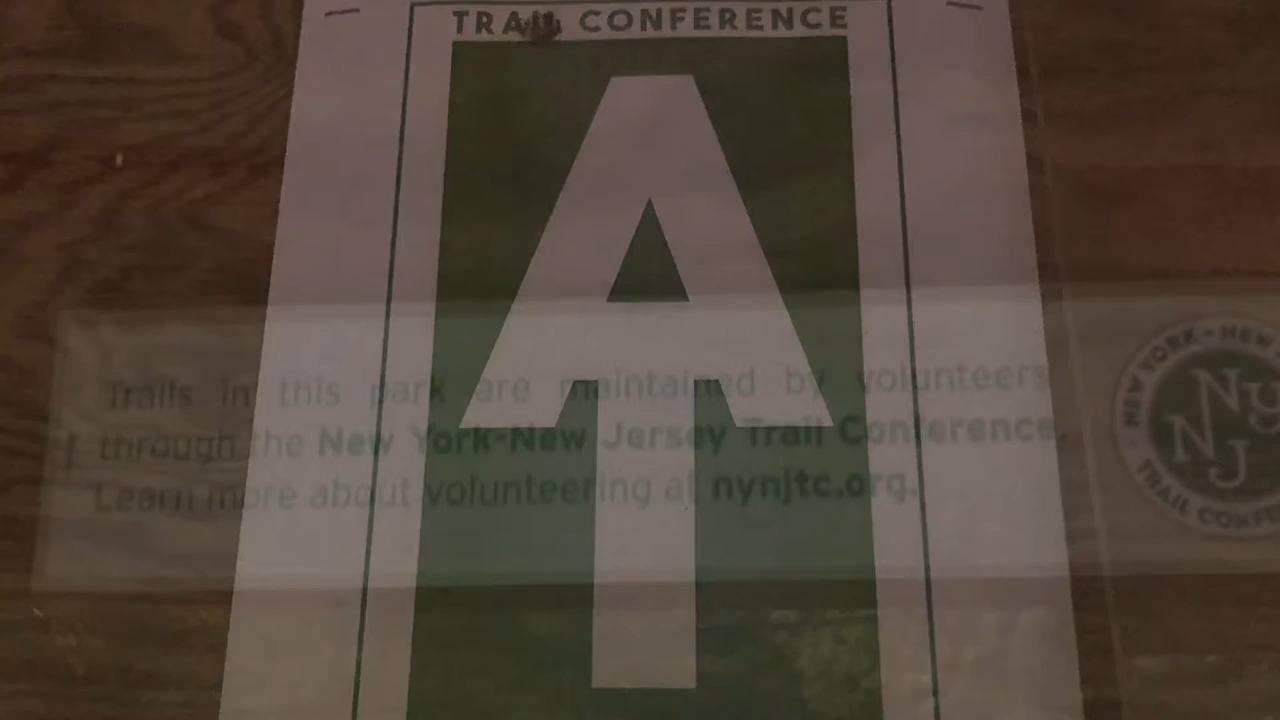 TRAIL CONFERENCE
A
T
Trails in this park are maintained by volunteers
through the New York-New Jersey Trail Conference.
Learn more about volunteering at nynjtc.org.
NEW YORK - NEW
NY
NJ
TRAIL